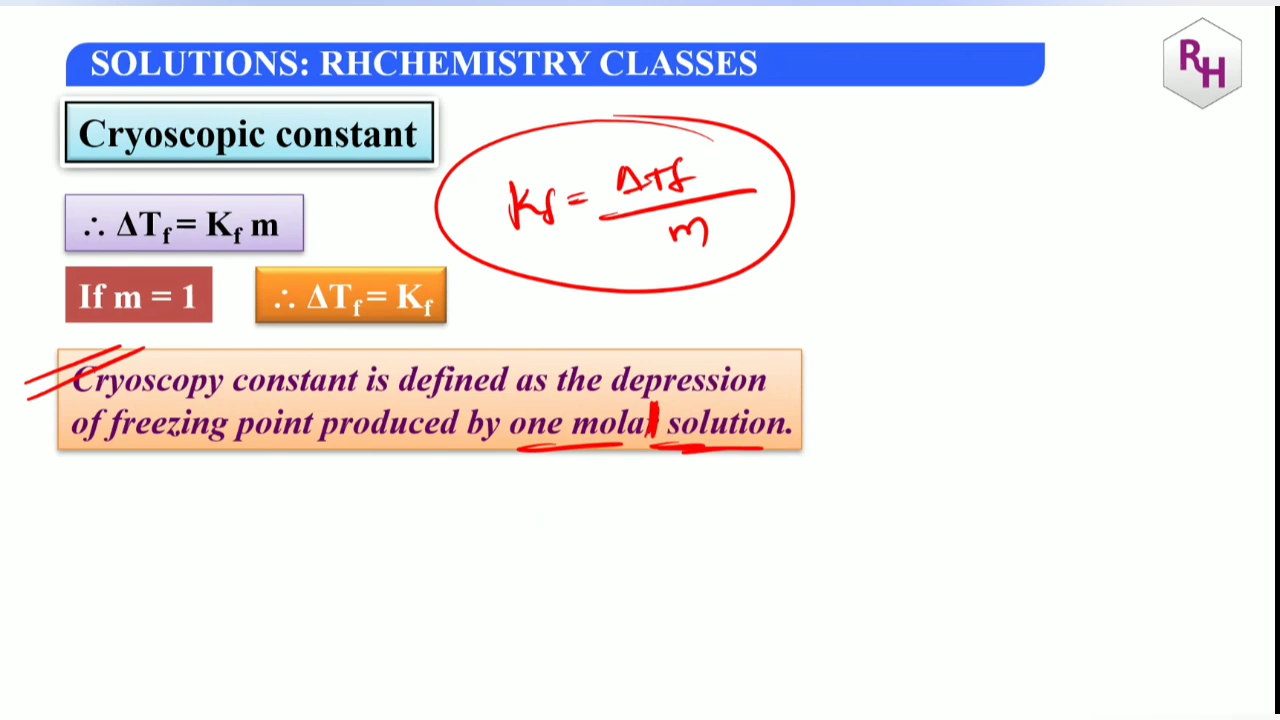 SOLUTIONS: RHCHEMISTRY CLASSES
RH
Cryoscopic constant
Kf = ΔTf / m
∴ ΔTf = Kf m
If m = 1
∴ ΔTf = Kf
Cryoscopy constant is defined as the depression
of freezing point produced by one molal solution.